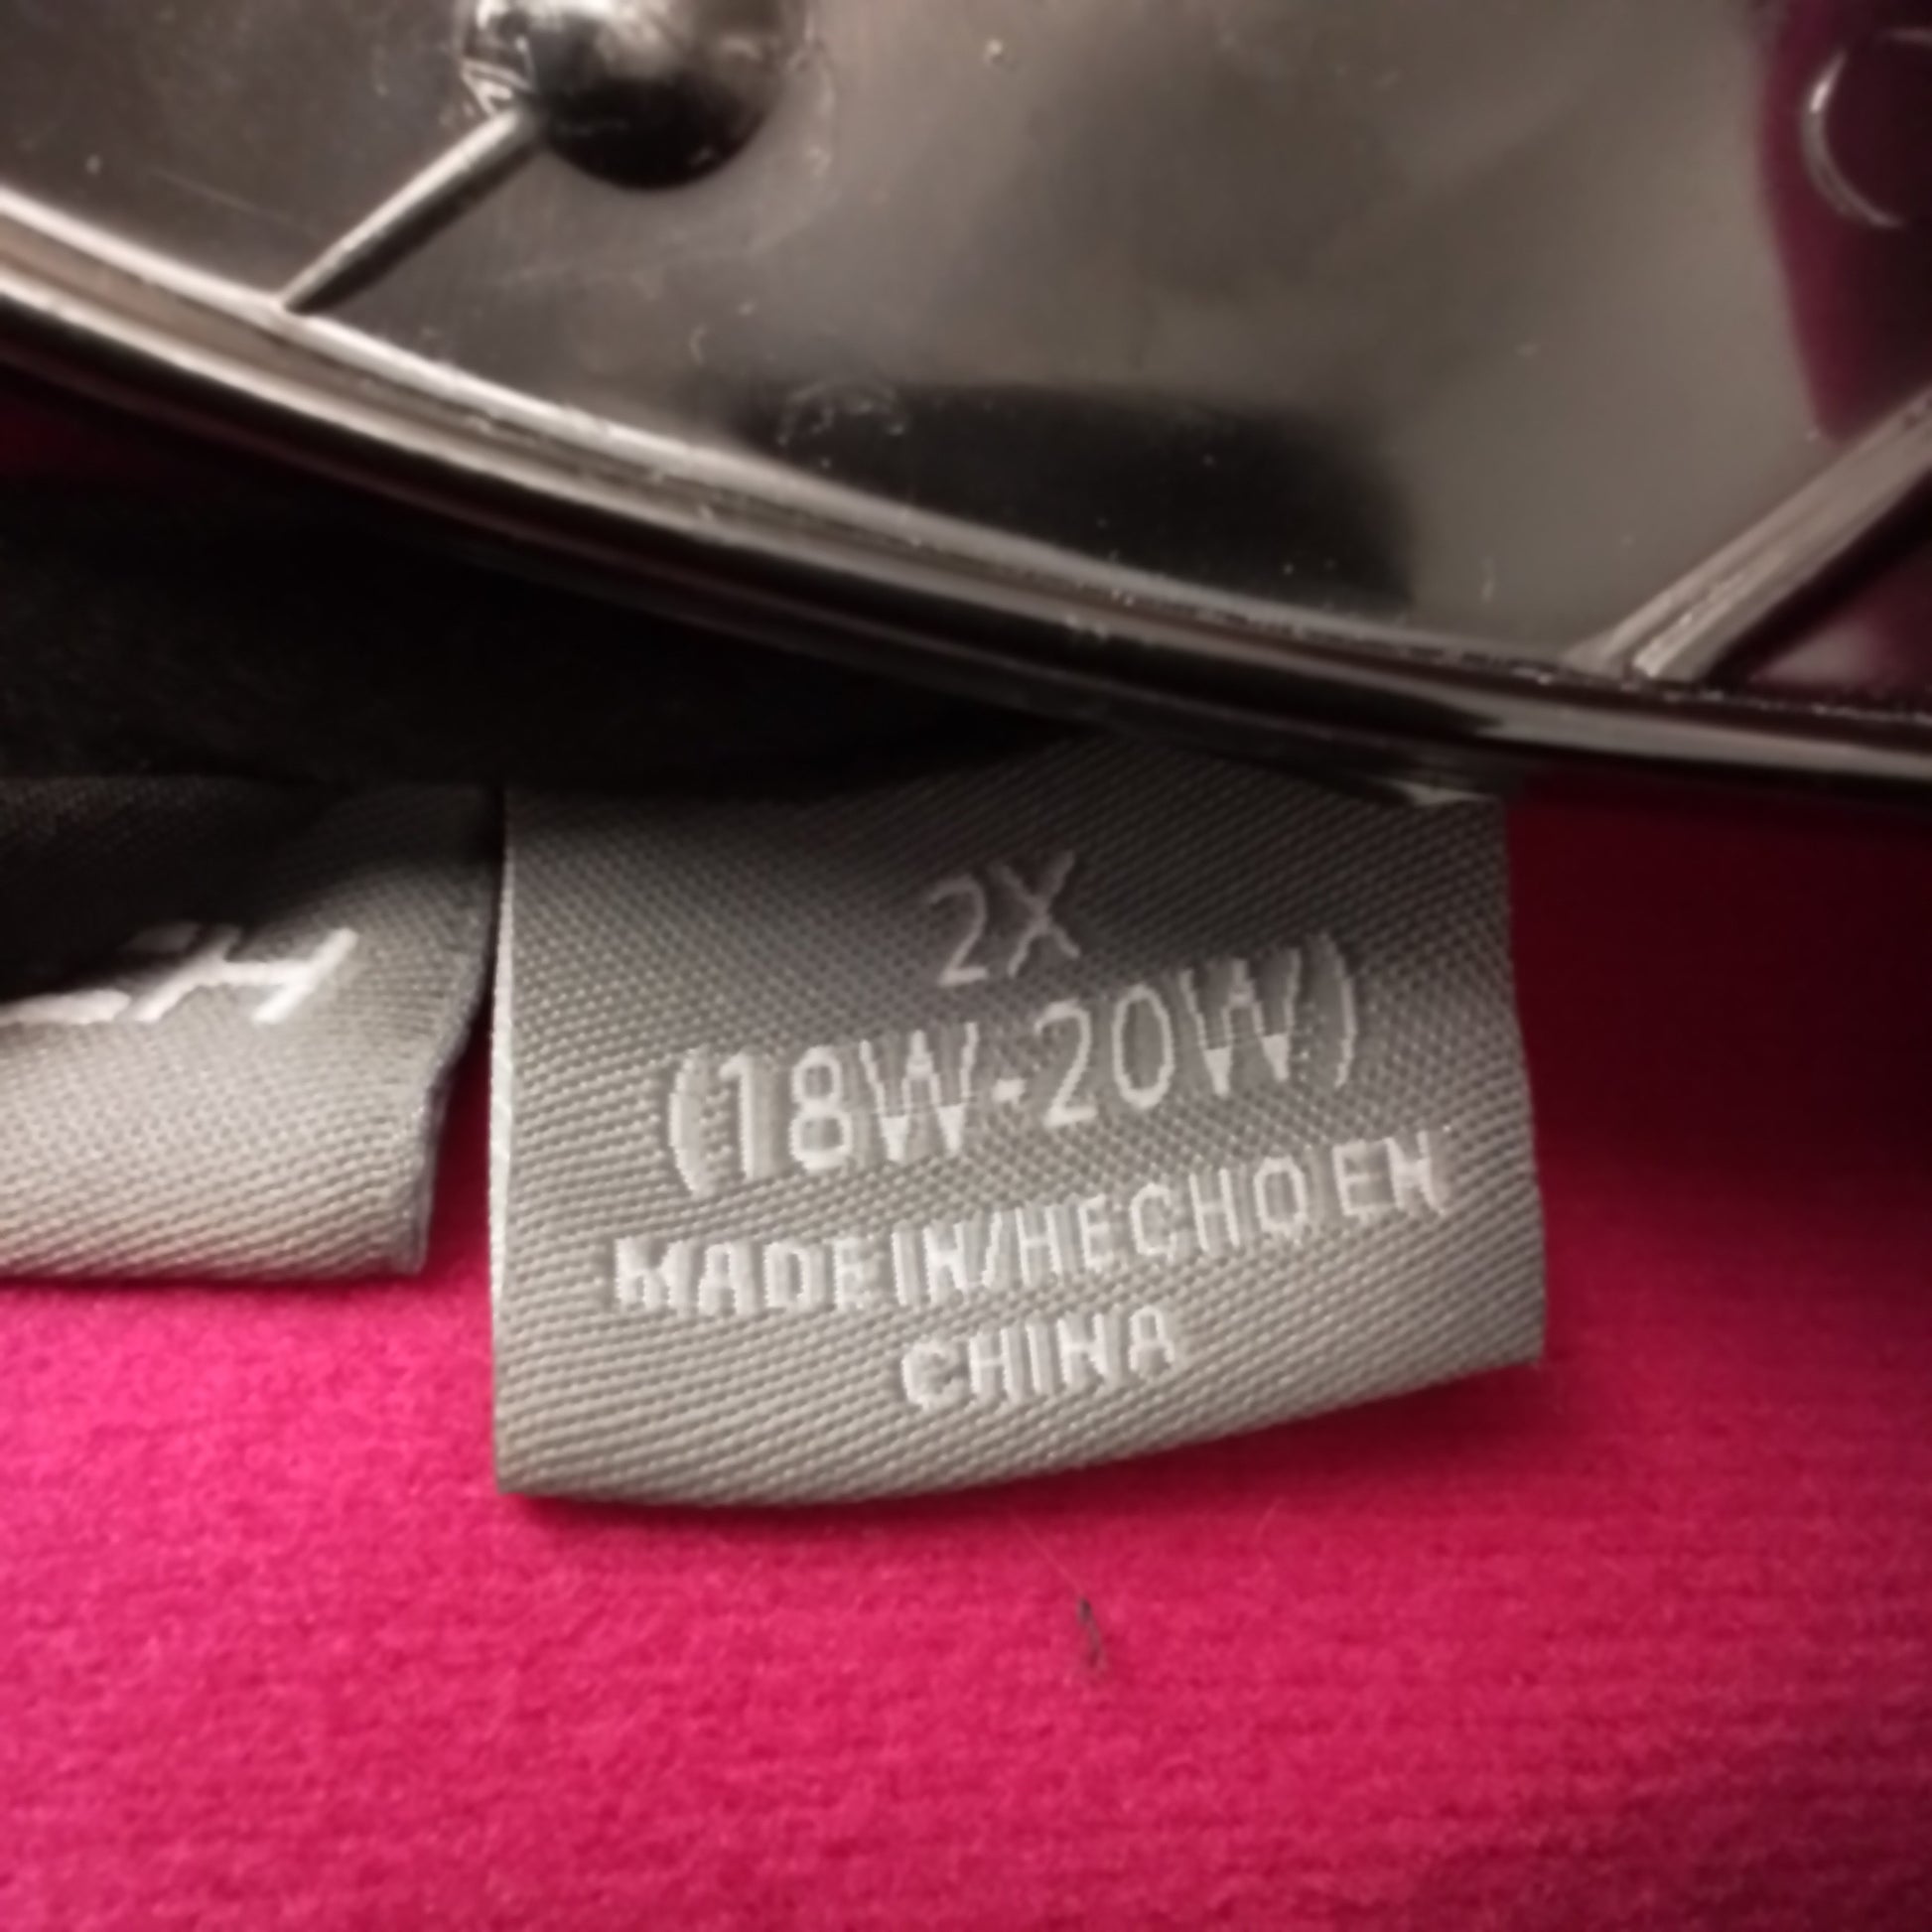 2X
(18W-20W)
MADE IN/HECHO EN
CHINA